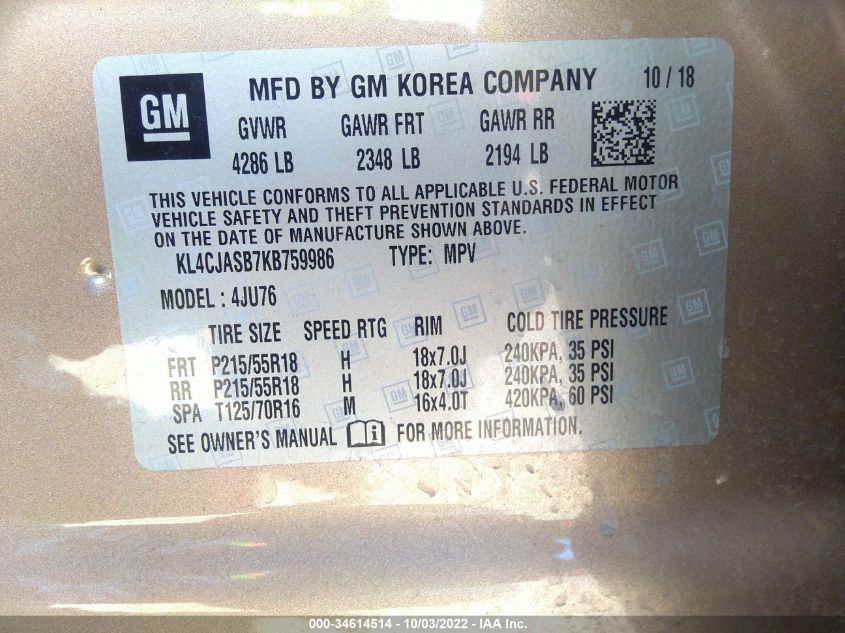 GM
MFD BY GM KOREA COMPANY 10 / 18
GVWR GAWR FRT GAWR RR
4286 LB 2348 LB 2194 LB
THIS VEHICLE CONFORMS TO ALL APPLICABLE U.S. FEDERAL MOTOR
VEHICLE SAFETY AND THEFT PREVENTION STANDARDS IN EFFECT
ON THE DATE OF MANUFACTURE SHOWN ABOVE.
KL4CJASB7KB759986 TYPE: MPV
MODEL : 4JU76
TIRE SIZE SPEED RTG RIM COLD TIRE PRESSURE
FRT P215/55R18 H 18x7.0J 240KPA, 35 PSI
RR P215/55R18 H 18x7.0J 240KPA, 35 PSI
SPA T125/70R16 M 16x4.0T 420KPA, 60 PSI
SEE OWNER'S MANUAL FOR MORE INFORMATION.
000-34614514 - 10/03/2022 - IAA Inc.